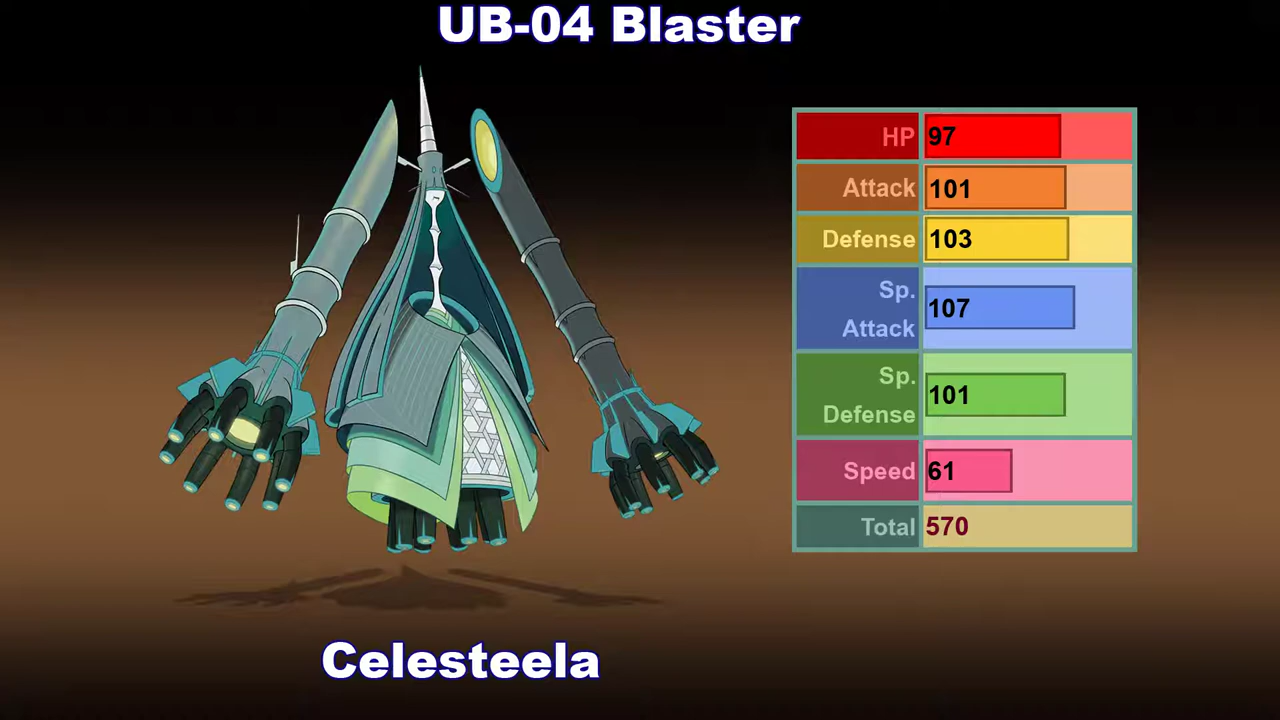 UB-04 Blaster
HP 97
Attack 101
Defense 103
Sp. Attack 107
Sp. Defense 101
Speed 61
Total 570
Celesteela